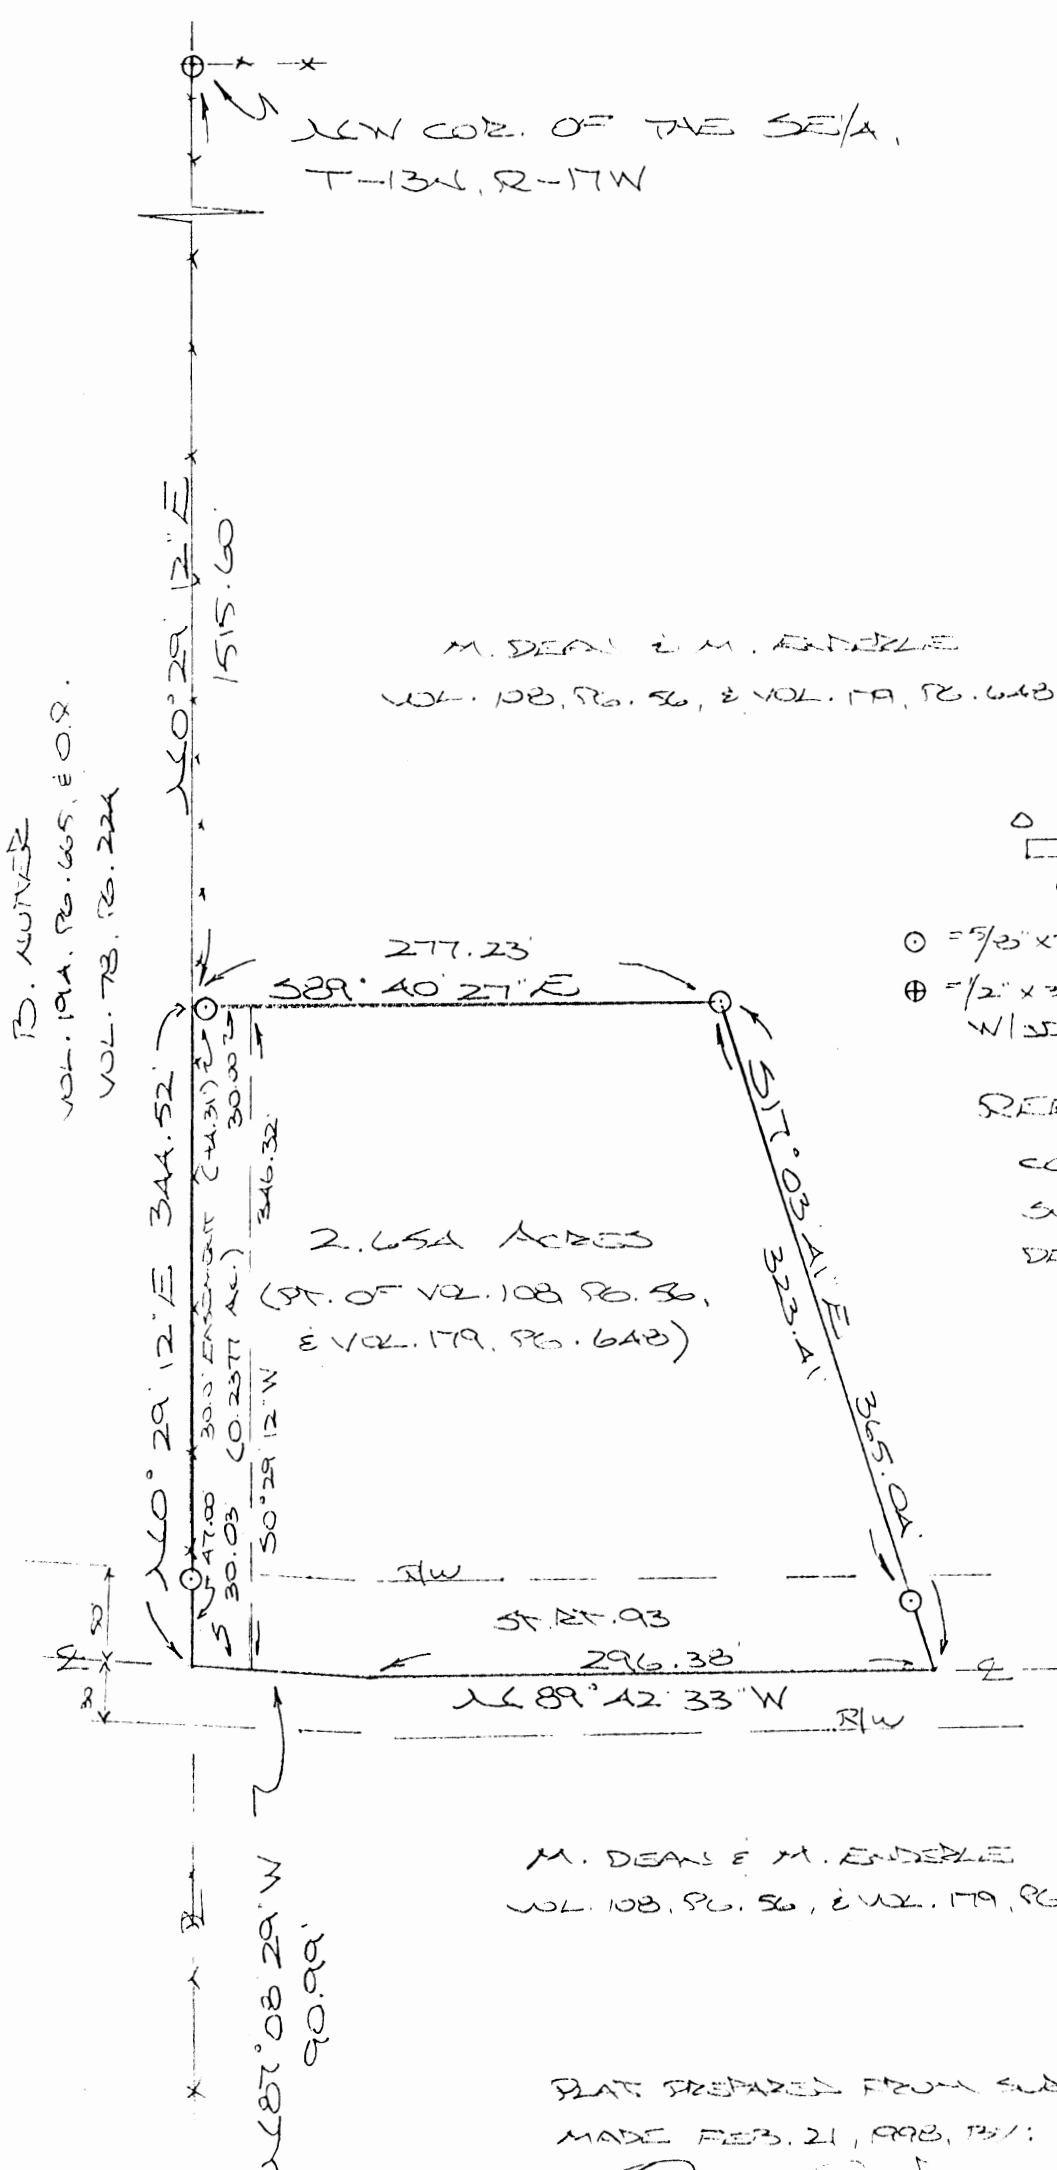 NW COR. OF THE SE/4,
T-13N, R-17W
N0°29'12"E
1515.60'
M. DEAN & M. ENDERLE
VOL. 108, PG. 56, & VOL. 179, PG. 648
VOL. 194, PG. 665, & O.R.
VOL. 78, PG. 224
277.23'
S89°40'27"E
⊙ = 5/8" x
⊕ = 1/2" x 3
W/
N0°29'12"E 344.52'
30.0' EASEMENT
(0.2377 AC.)
30.00'
346.32'
S0°29'12"W
47.00'
30.03'
2.654 ACRES
(PT. OF VOL. 108, PG. 56,
& VOL. 179, PG. 648)
S17°03'41"E
323.41'
365.04'
R/W
ST. RT. 93
296.38'
N89°42'33"W
R/W
N87°08'29"W
90.99'
M. DEAN & M. ENDERLE
VOL. 108, PG. 56, & VOL. 179, PG
PLAT PREPARED FROM
MADE FEB. 21, 1998, BY: